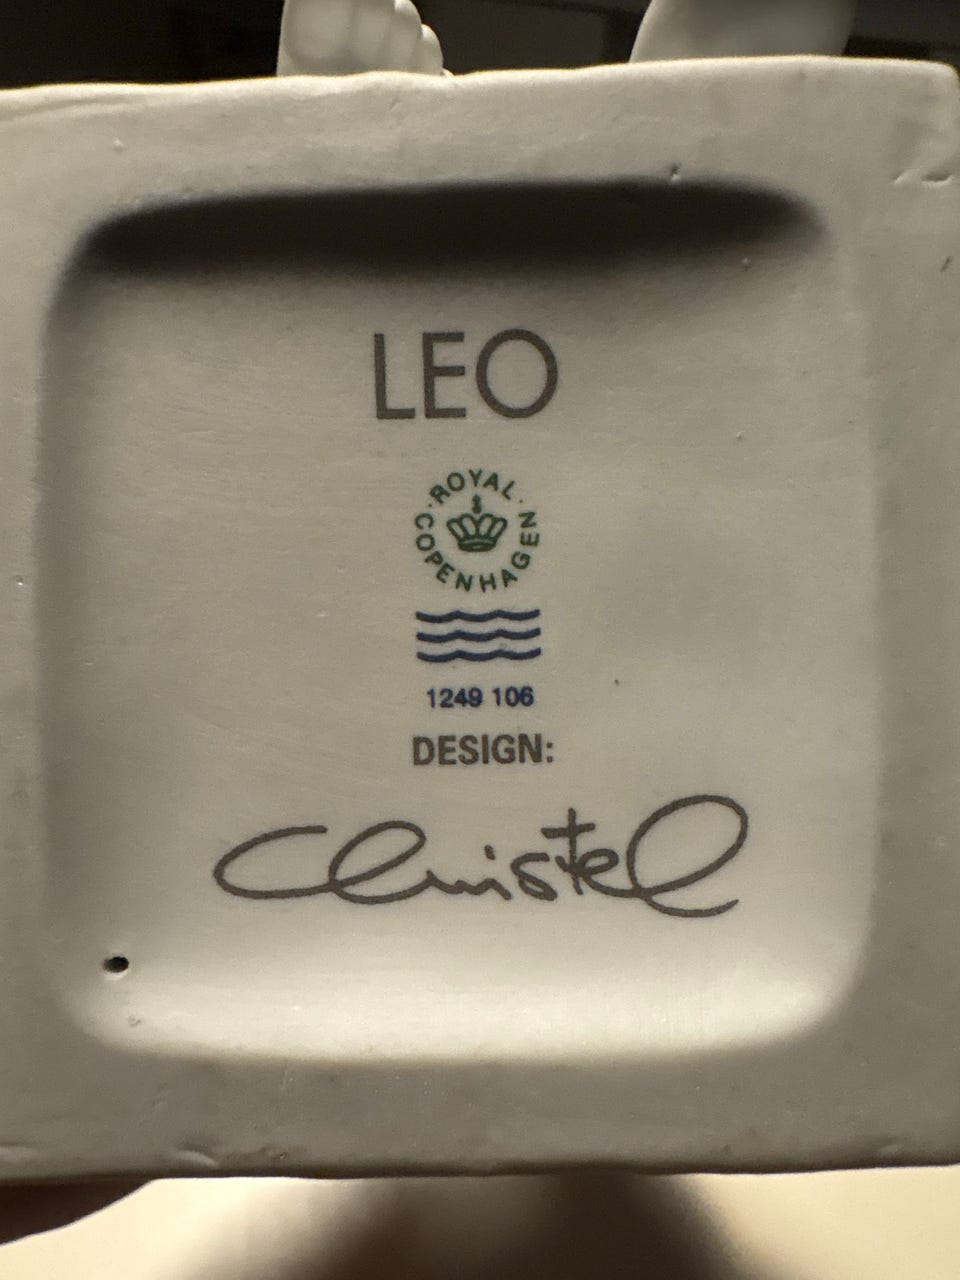 LEO
ROYAL COPENHAGEN
1249 106
DESIGN:
Christel